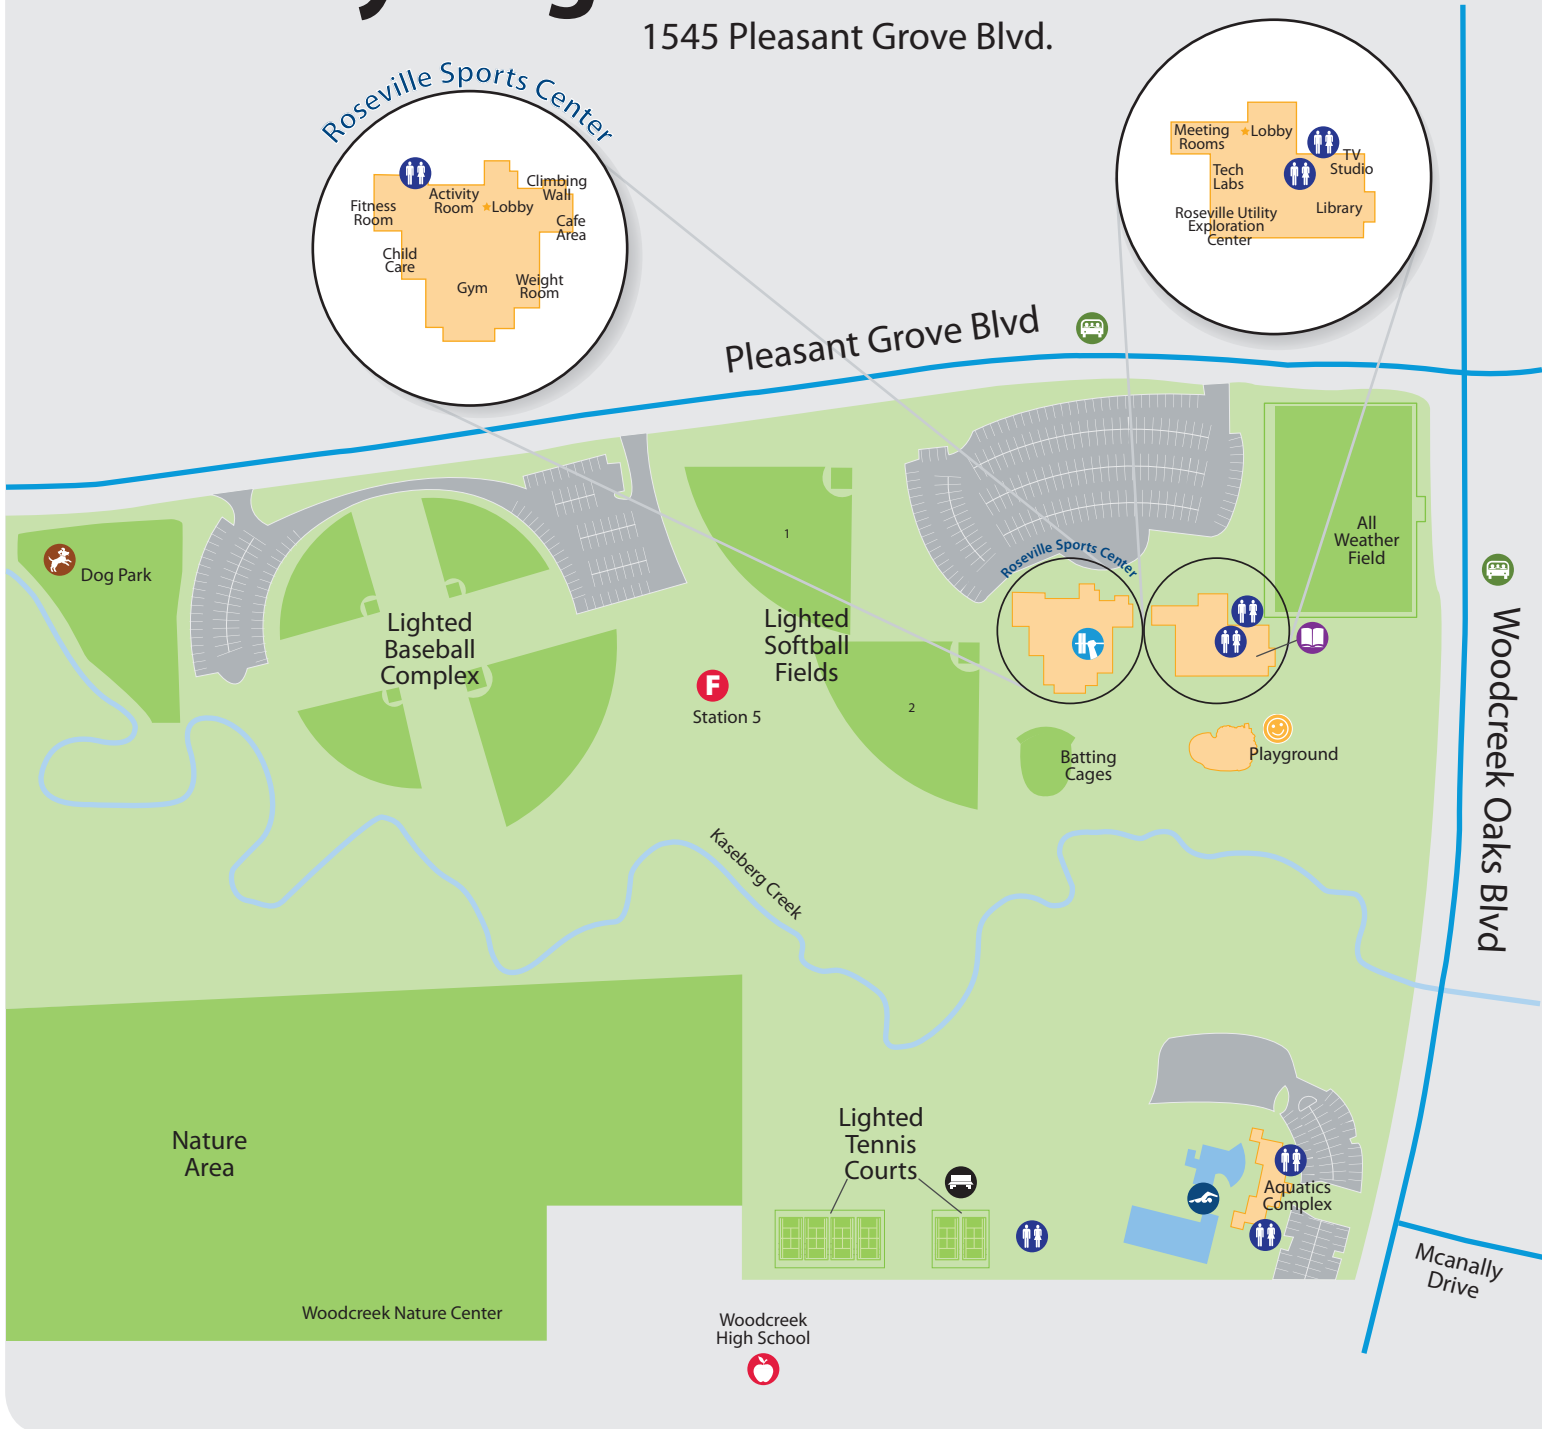 1545 Pleasant Grove Blvd.
Roseville Sports Center
Fitness
Room
Activity
Room
Lobby
Climbing
Wall
Cafe
Area
Child
Care
Gym
Weight
Room
Meeting
Rooms
Lobby
TV
Studio
Tech
Labs
Library
Roseville Utility
Exploration
Center
Pleasant Grove Blvd
Dog Park
Lighted
Baseball
Complex
1
Lighted
Softball
Fields
2
F
Station 5
Roseville Sports Center
All
Weather
Field
Batting
Cages
Playground
Woodcreek Oaks Blvd
Kaseberg Creek
Nature
Area
Woodcreek Nature Center
Lighted
Tennis
Courts
Aquatics
Complex
Mcanally
Drive
Woodcreek
High School